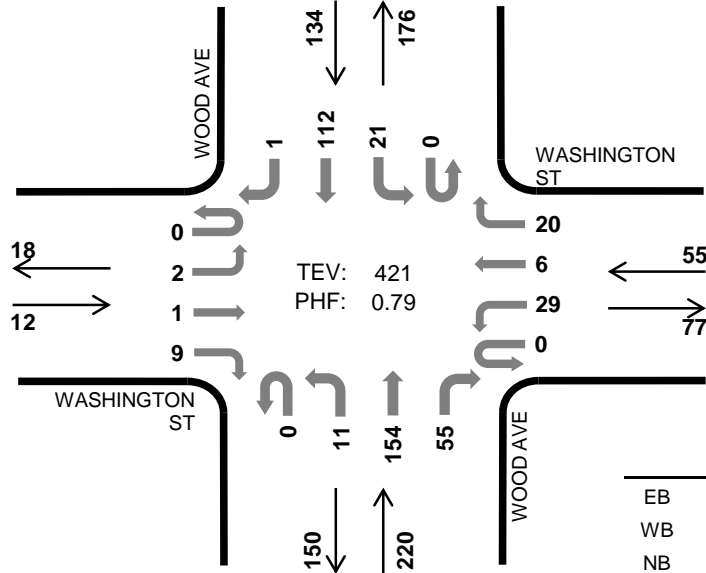 134
176
WOOD AVE
1
112
21
0
WASHINGTON
ST
0
20
18
2
TEV: 421
6
55
12
1
PHF: 0.79
29
77
9
0
WASHINGTON
ST
0
11
154
55
WOOD AVE
EB
WB
150
220
NB